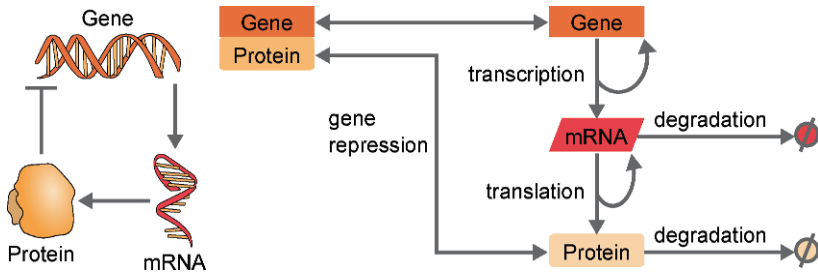 Gene
Protein
mRNA
Gene
Protein
Gene
transcription
gene
repression
mRNA
degradation
translation
Protein
degradation